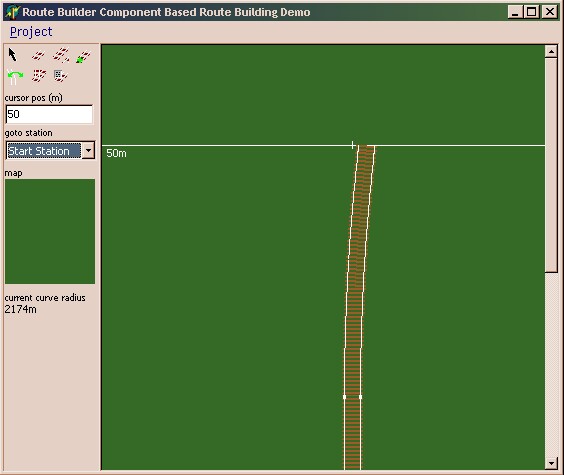 Route Builder Component Based Route Building Demo
Project
cursor pos (m)
50
goto station
Start Station
map
current curve radius
2174m
50m